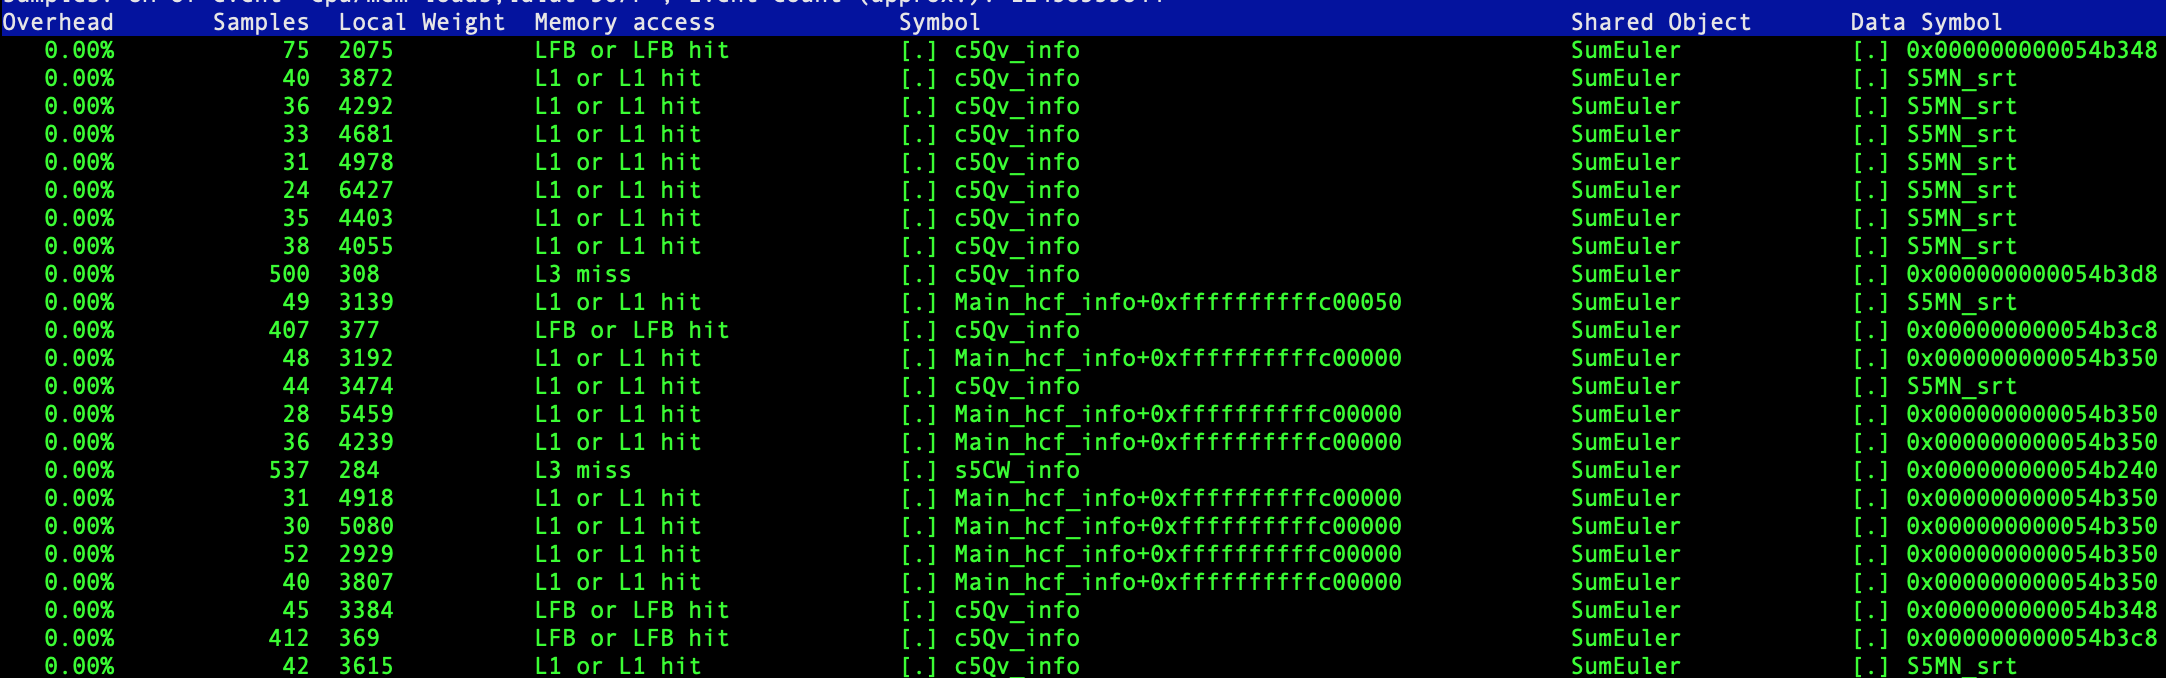 Overhead Samples Local Weight Memory access Symbol Shared Object Data Symbol
0.00% 75 2075 LFB or LFB hit [.] c5Qv_info SumEuler [.] 0x000000000054b348
0.00% 40 3872 L1 or L1 hit [.] c5Qv_info SumEuler [.] S5MN_srt
0.00% 36 4292 L1 or L1 hit [.] c5Qv_info SumEuler [.] S5MN_srt
0.00% 33 4681 L1 or L1 hit [.] c5Qv_info SumEuler [.] S5MN_srt
0.00% 31 4978 L1 or L1 hit [.] c5Qv_info SumEuler [.] S5MN_srt
0.00% 24 6427 L1 or L1 hit [.] c5Qv_info SumEuler [.] S5MN_srt
0.00% 35 4403 L1 or L1 hit [.] c5Qv_info SumEuler [.] S5MN_srt
0.00% 38 4055 L1 or L1 hit [.] c5Qv_info SumEuler [.] S5MN_srt
0.00% 500 308 L3 miss [.] c5Qv_info SumEuler [.] 0x000000000054b3d8
0.00% 49 3139 L1 or L1 hit [.] Main_hcf_info+0xffffffffffc00050 SumEuler [.] S5MN_srt
0.00% 407 377 LFB or LFB hit [.] c5Qv_info SumEuler [.] 0x000000000054b3c8
0.00% 48 3192 L1 or L1 hit [.] Main_hcf_info+0xffffffffffc00000 SumEuler [.] 0x000000000054b350
0.00% 44 3474 L1 or L1 hit [.] c5Qv_info SumEuler [.] S5MN_srt
0.00% 28 5459 L1 or L1 hit [.] Main_hcf_info+0xffffffffffc00000 SumEuler [.] 0x000000000054b350
0.00% 36 4239 L1 or L1 hit [.] Main_hcf_info+0xffffffffffc00000 SumEuler [.] 0x000000000054b350
0.00% 537 284 L3 miss [.] s5CW_info SumEuler [.] 0x000000000054b240
0.00% 31 4918 L1 or L1 hit [.] Main_hcf_info+0xffffffffffc00000 SumEuler [.] 0x000000000054b350
0.00% 30 5080 L1 or L1 hit [.] Main_hcf_info+0xffffffffffc00000 SumEuler [.] 0x000000000054b350
0.00% 52 2929 L1 or L1 hit [.] Main_hcf_info+0xffffffffffc00000 SumEuler [.] 0x000000000054b350
0.00% 40 3807 L1 or L1 hit [.] Main_hcf_info+0xffffffffffc00000 SumEuler [.] 0x000000000054b350
0.00% 45 3384 LFB or LFB hit [.] c5Qv_info SumEuler [.] 0x000000000054b348
0.00% 412 369 LFB or LFB hit [.] c5Qv_info SumEuler [.] 0x000000000054b3c8
0.00% 42 3615 L1 or L1 hit [.] c5Qv_info SumEuler [.] S5MN_srt